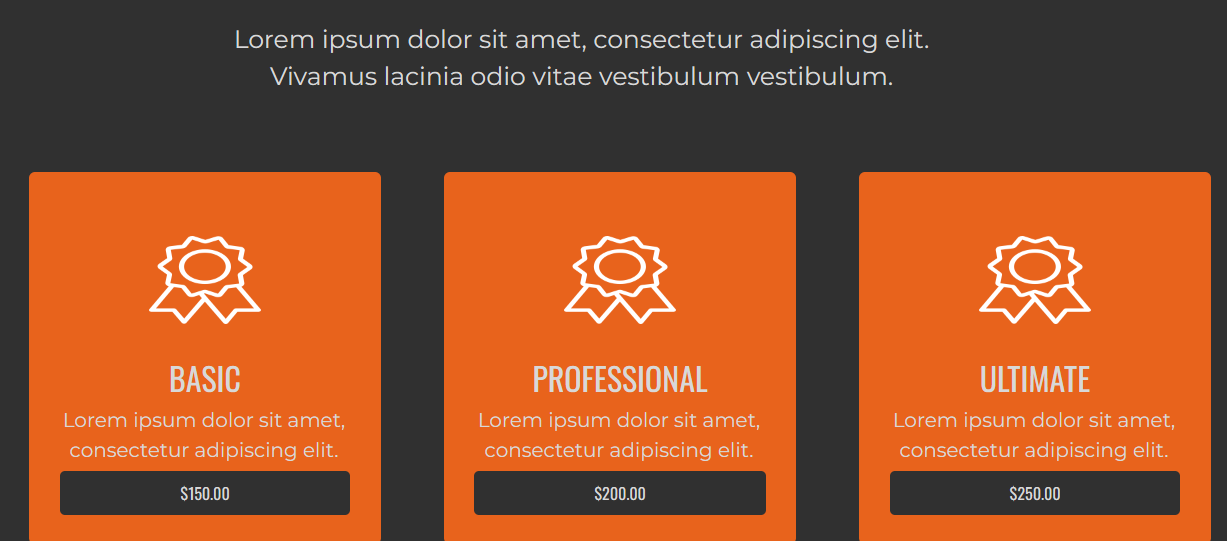 Lorem ipsum dolor sit amet, consectetur adipiscing elit.
Vivamus lacinia odio vitae vestibulum vestibulum.
BASIC
Lorem ipsum dolor sit amet,
consectetur adipiscing elit.
$150.00
PROFESSIONAL
Lorem ipsum dolor sit amet,
consectetur adipiscing elit.
$200.00
ULTIMATE
Lorem ipsum dolor sit amet,
consectetur adipiscing elit.
$250.00